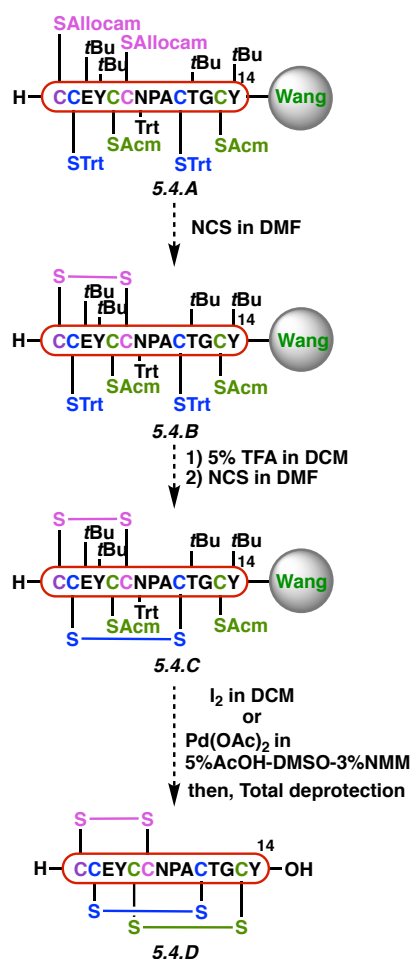 SAllocam
tBu SAllocam tBu tBu
tBu 14
H CCEYCCNPACTGCY Wang
Trt
SAcm SAcm
STrt STrt
5.4.A
NCS in DMF
S S
tBu tBu tBu
tBu 14
H CCEYCCNPACTGCY Wang
Trt
SAcm SAcm
STrt STrt
5.4.B
1) 5% TFA in DCM
2) NCS in DMF
S S
tBu tBu tBu
tBu 14
H CCEYCCNPACTGCY Wang
Trt
SAcm SAcm
S S
5.4.C
I2 in DCM
or
Pd(OAc)2 in
5%AcOH-DMSO-3%NMM
then, Total deprotection
S S
14
H CCEYCCNPACTGCY OH
S S
S S
5.4.D